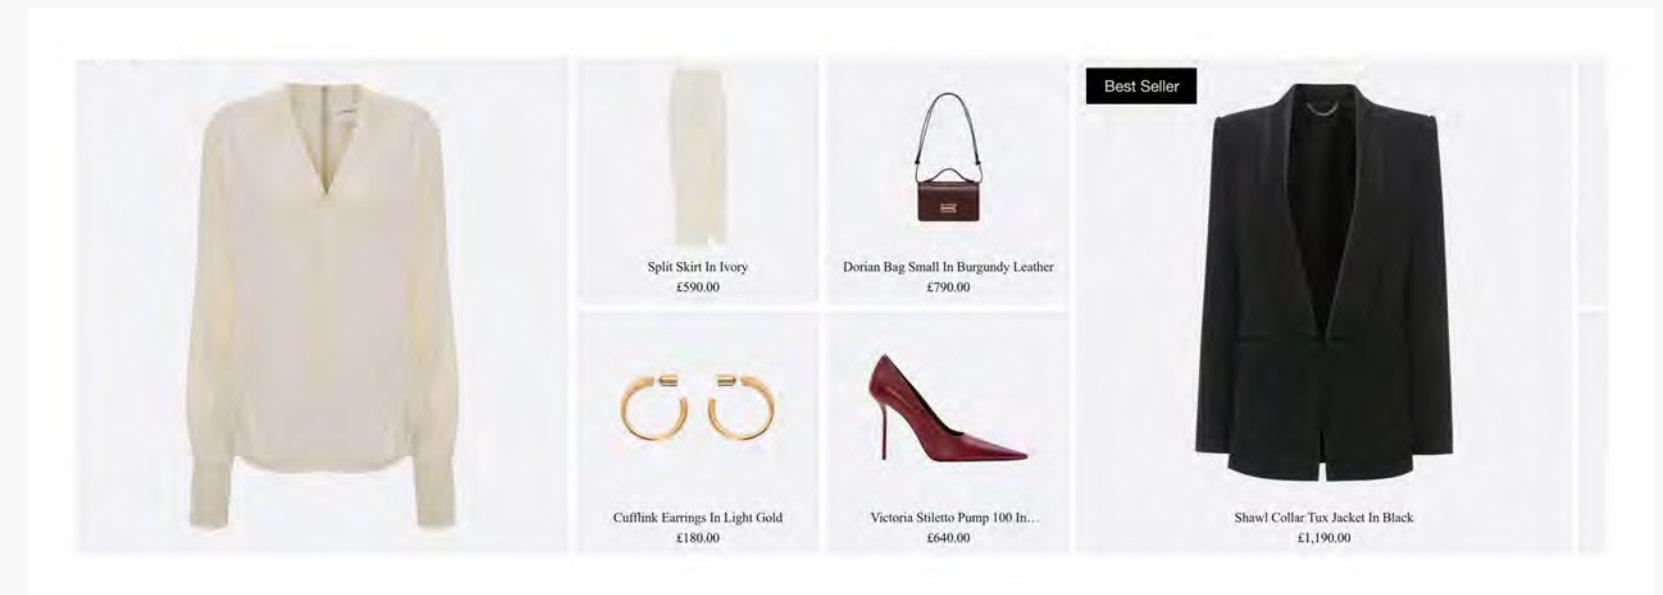 Split Skirt In Ivory
£590.00
Dorian Bag Small In Burgundy Leather
£790.00
Cufflink Earrings In Light Gold
£180.00
Victoria Stiletto Pump 100 In…
£640.00
Best Seller
Shawl Collar Tux Jacket In Black
£1,190.00